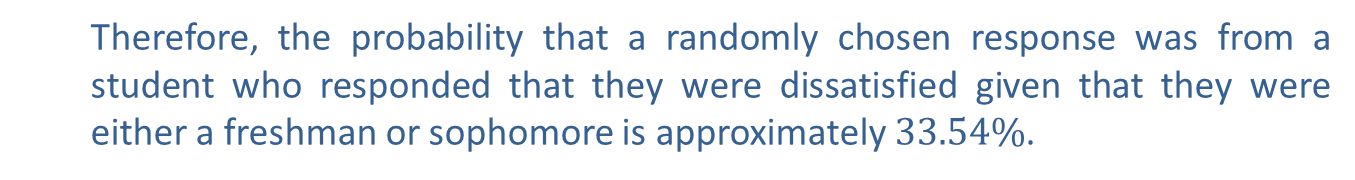 Therefore, the probability that a randomly chosen response was from a
student who responded that they were dissatisfied given that they were
either a freshman or sophomore is approximately 33.54%.